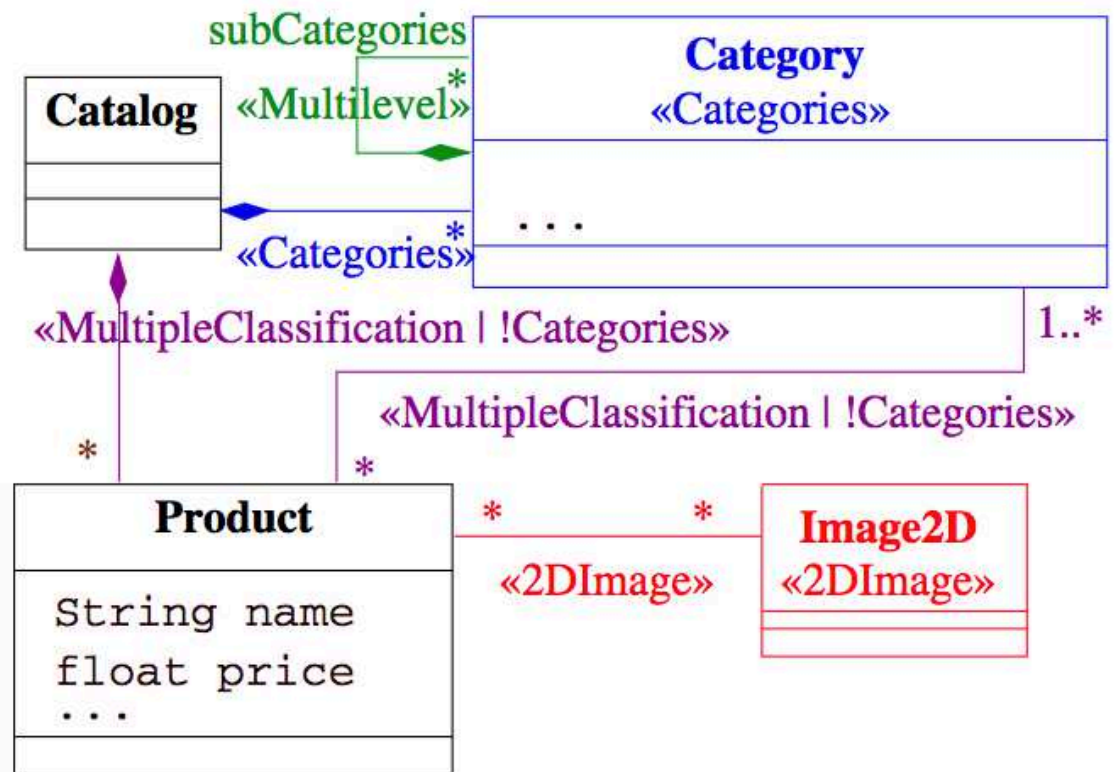 subCategories
*
«Multilevel»
Catalog
Category
«Categories»
. . .
*
«Categories»
«MultipleClassification | !Categories»
1..*
«MultipleClassification | !Categories»
*
*
Product
String name
float price
...
*
*
«2DImage»
Image2D
«2DImage»